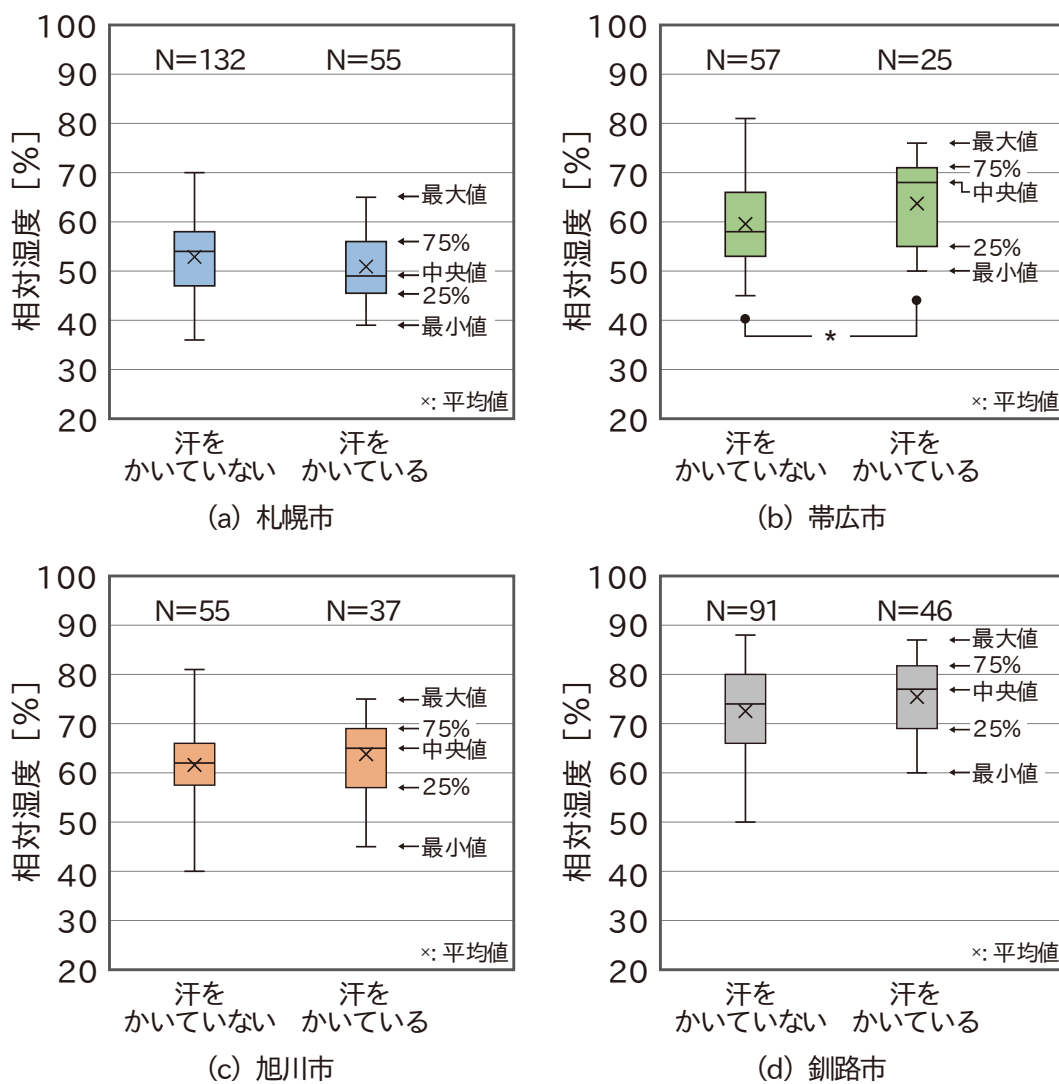 100
90
80
70
60
50
40
30
20
相対湿度 [%]
N=132
N=55
最大値
75%
中央値
25%
最小値
×: 平均値
汗を
かいていない
汗を
かいている
(a) 札幌市
100
90
80
70
60
50
40
30
20
相対湿度 [%]
N=57
N=25
最大値
75%
中央値
25%
最小値
*
×: 平均値
汗を
かいていない
汗を
かいている
(b) 帯広市
100
90
80
70
60
50
40
30
20
相対湿度 [%]
N=55
N=37
最大値
75%
中央値
25%
最小値
×: 平均値
汗を
かいていない
汗を
かいている
(c) 旭川市
100
90
80
70
60
50
40
30
20
相対湿度 [%]
N=91
N=46
最大値
75%
中央値
25%
最小値
×: 平均値
汗を
かいていない
汗を
かいている
(d) 釧路市